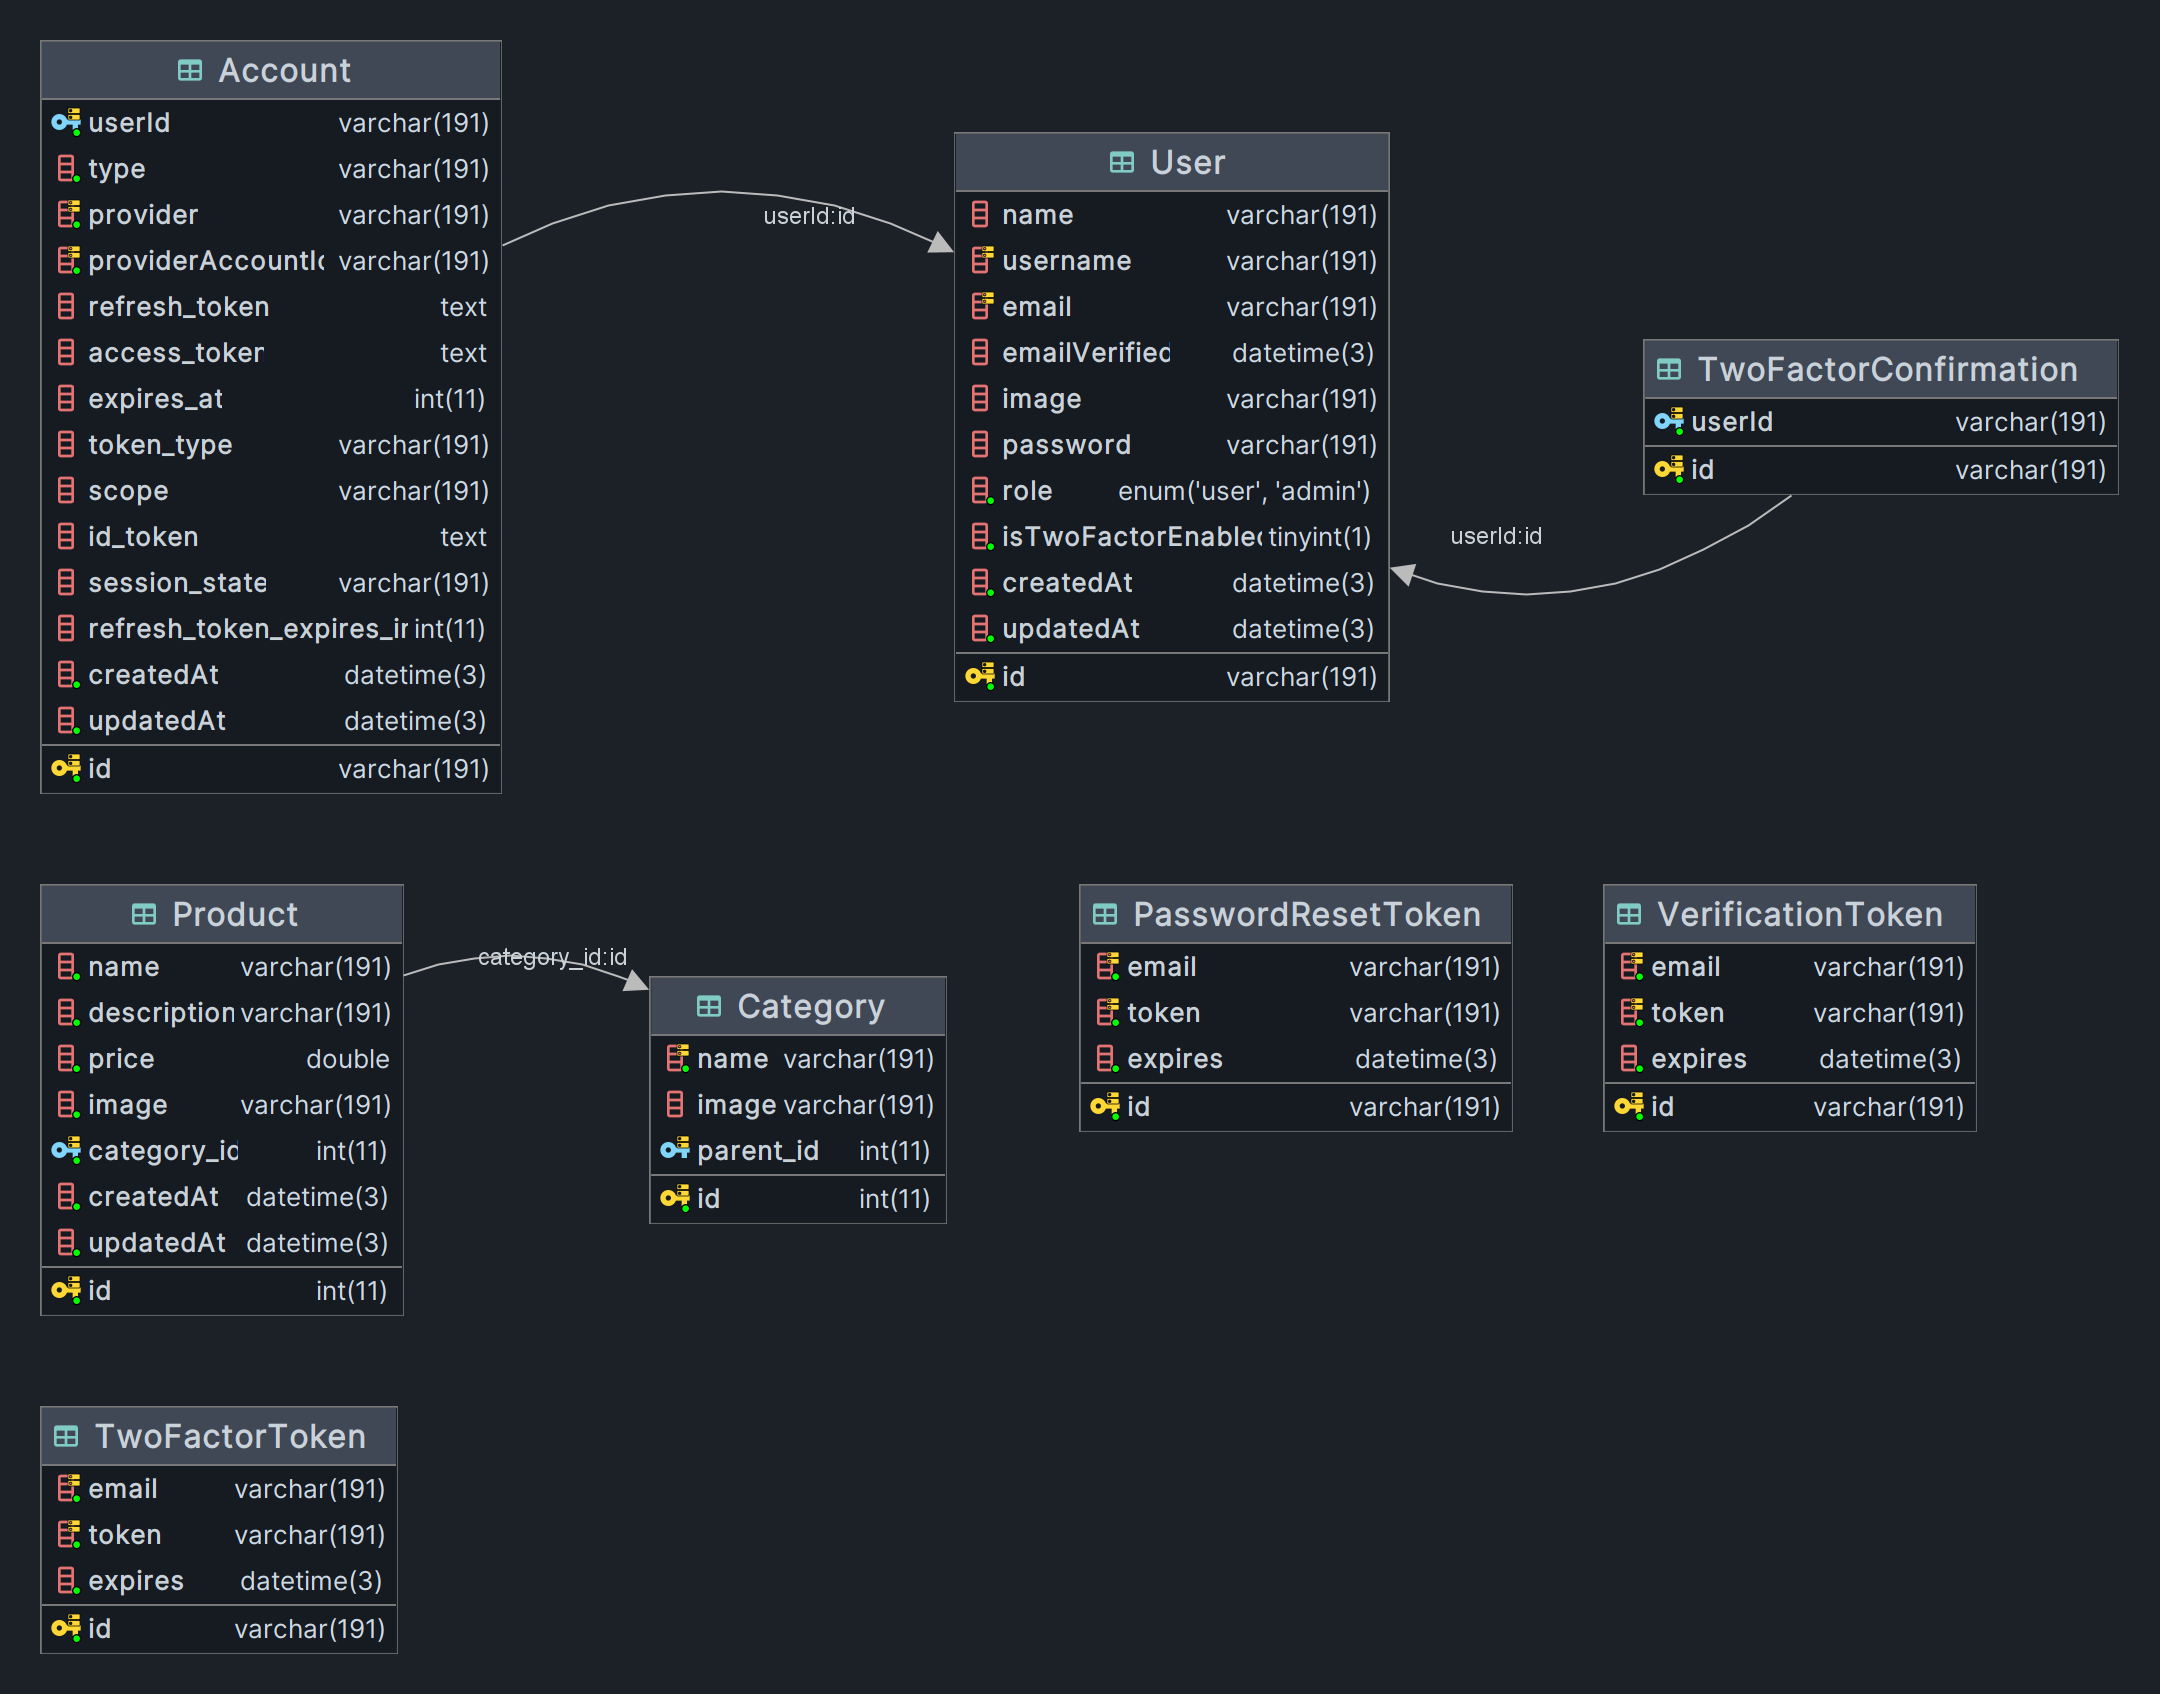 Account
userId varchar(191)
type varchar(191)
provider varchar(191)
providerAccountI varchar(191)
refresh_token text
access_token text
expires_at int(11)
token_type varchar(191)
scope varchar(191)
id_token text
session_state varchar(191)
refresh_token_expires_in int(11)
createdAt datetime(3)
updatedAt datetime(3)
id varchar(191)
userId:id
User
name varchar(191)
username varchar(191)
email varchar(191)
emailVerified datetime(3)
image varchar(191)
password varchar(191)
role enum('user', 'admin')
isTwoFactorEnabled tinyint(1)
createdAt datetime(3)
updatedAt datetime(3)
id varchar(191)
TwoFactorConfirmation
userId varchar(191)
id varchar(191)
userId:id
Product
name varchar(191)
description varchar(191)
price double
image varchar(191)
category_id int(11)
createdAt datetime(3)
updatedAt datetime(3)
id int(11)
category_id:id
Category
name varchar(191)
image varchar(191)
parent_id int(11)
id int(11)
PasswordResetToken
email varchar(191)
token varchar(191)
expires datetime(3)
id varchar(191)
VerificationToken
email varchar(191)
token varchar(191)
expires datetime(3)
id varchar(191)
TwoFactorToken
email varchar(191)
token varchar(191)
expires datetime(3)
id varchar(191)